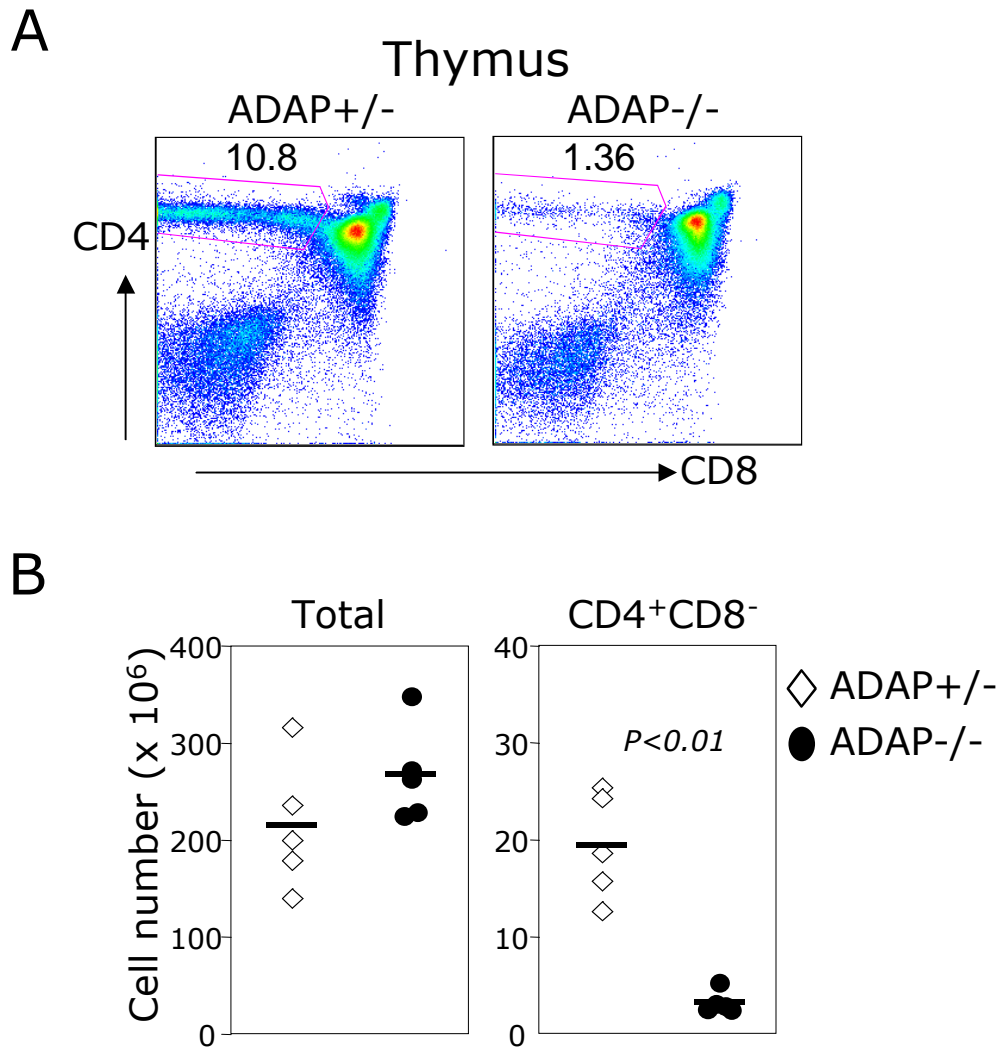 A
Thymus
ADAP+/- ADAP-/-
10.8 1.36
CD4
CD8
B
Total CD4⁺CD8⁻
Cell number (x 10⁶)
400
300
200
100
0
40
30
20
10
0
P<0.01
ADAP+/-
ADAP-/-